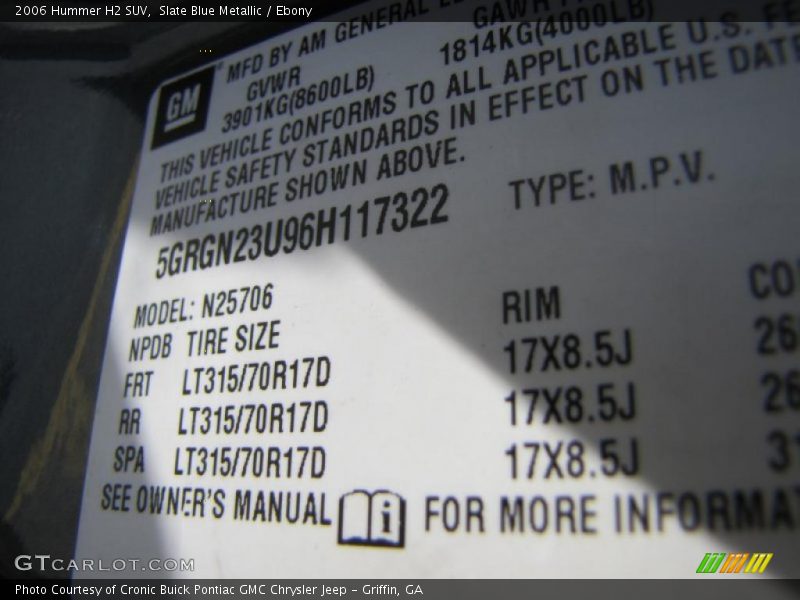 2006 Hummer H2 SUV,  Slate Blue Metallic / Ebony
MFD BY AM GENERAL
GVWR
3901KG(8600LB)
1814KG(4000LB)
THIS VEHICLE CONFORMS TO ALL APPLICABLE U.S.
VEHICLE SAFETY STANDARDS IN EFFECT ON THE DATE
MANUFACTURE SHOWN ABOVE.
GM
5GRGN23U96H117322
TYPE: M.P.V.
MODEL: N25706
NPDB TIRE SIZE RIM
FRT LT315/70R17D 17X8.5J
RR LT315/70R17D 17X8.5J
SPA LT315/70R17D 17X8.5J
SEE OWNER'S MANUAL i FOR MORE
GTCARLOT.COM
Photo Courtesy of Cronic Buick Pontiac GMC Chrysler Jeep – Griffin, GA